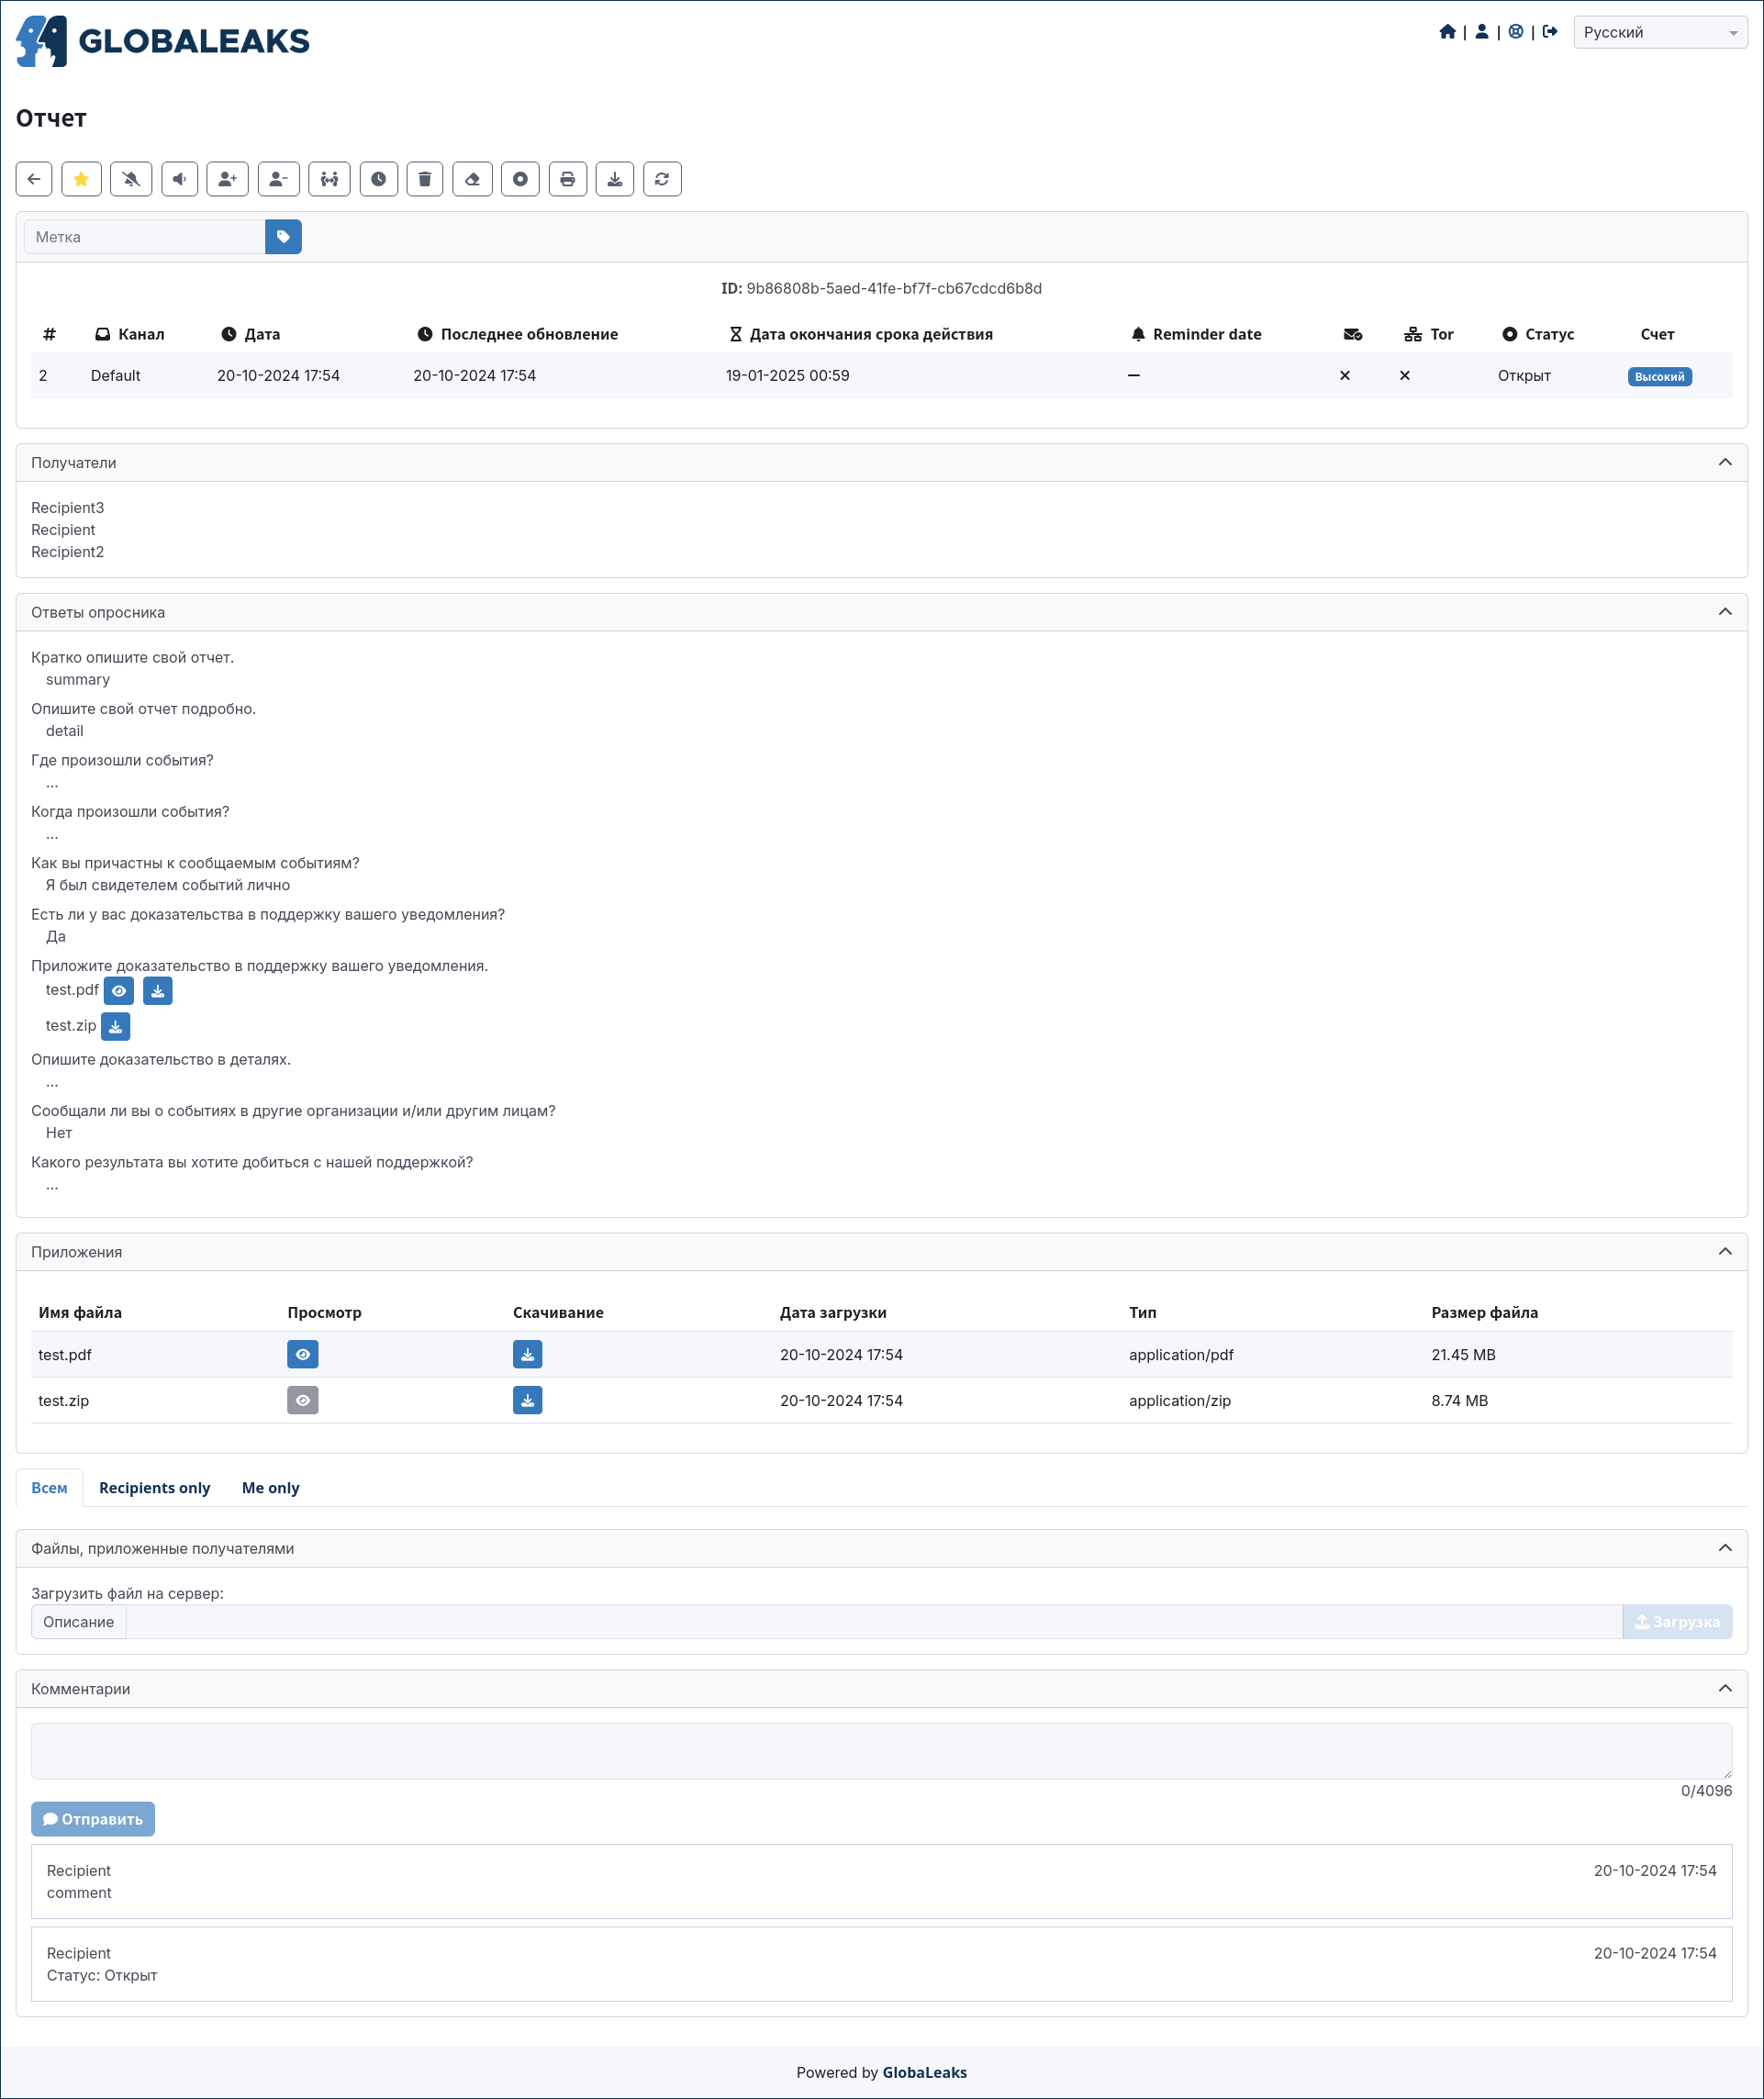 GLOBALEAKS
| | |
Русский
Отчет
Метка
ID: 9b86808b-5aed-41fe-bf7f-cb67cdcd6b8d
# Канал Дата Последнее обновление Дата окончания срока действия Reminder date Tor Статус Счет
2 Default 20-10-2024 17:54 20-10-2024 17:54 19-01-2025 00:59 Открыт Высокий
Получатели
Recipient3
Recipient
Recipient2
Ответы опросника
Кратко опишите свой отчет.
summary
Опишите свой отчет подробно.
detail
Где произошли события?
...
Когда произошли события?
...
Как вы причастны к сообщаемым событиям?
Я был свидетелем событий лично
Есть ли у вас доказательства в поддержку вашего уведомления?
Да
Приложите доказательство в поддержку вашего уведомления.
test.pdf
test.zip
Опишите доказательство в деталях.
...
Сообщали ли вы о событиях в другие организации и/или другим лицам?
Нет
Какого результата вы хотите добиться с нашей поддержкой?
...
Приложения
Имя файла Просмотр Скачивание Дата загрузки Тип Размер файла
test.pdf 20-10-2024 17:54 application/pdf 21.45 MB
test.zip 20-10-2024 17:54 application/zip 8.74 MB
Всем Recipients only Me only
Файлы, приложенные получателями
Загрузить файл на сервер:
Описание Загрузка
Комментарии
0/4096
Отправить
Recipient 20-10-2024 17:54
comment
Recipient 20-10-2024 17:54
Статус: Открыт
Powered by GlobaLeaks